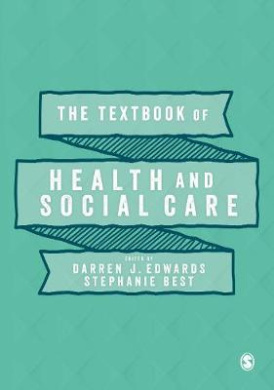 THE TEXTBOOK OF
HEALTH AND
SOCIAL CARE
EDITED BY
DARREN J. EDWARDS
STEPHANIE BEST
SAGE